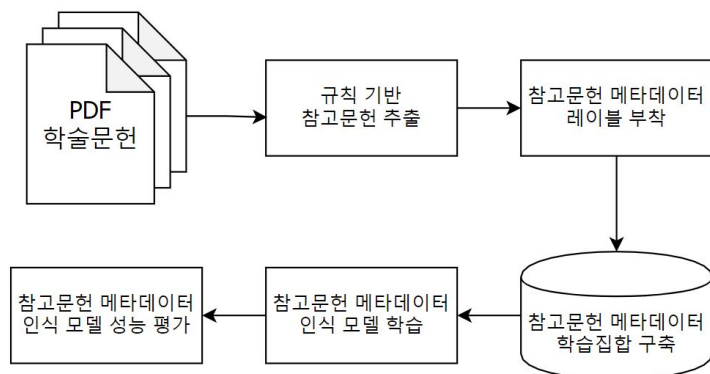 PDF
학술문헌
규칙 기반
참고문헌 추출
참고문헌 메타데이터
레이블 부착
참고문헌 메타데이터
학습집합 구축
참고문헌 메타데이터
인식 모델 학습
참고문헌 메타데이터
인식 모델 성능 평가